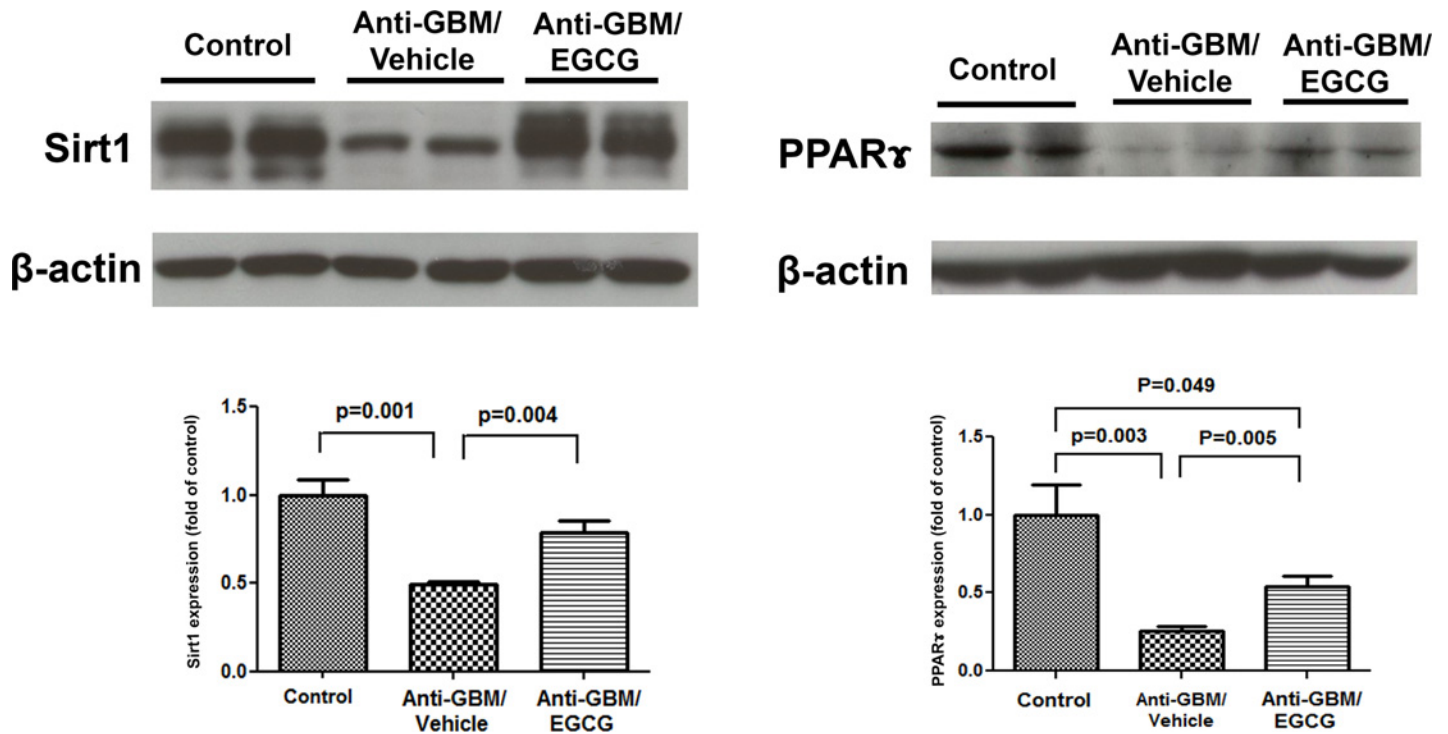 Control
Anti-GBM/
Vehicle
Anti-GBM/
EGCG
Sirt1
β-actin
Control
Anti-GBM/
Vehicle
Anti-GBM/
EGCG
PPARɤ
β-actin
Sirt1 expression (fold of control)
1.5
1.0
0.5
0.0
p=0.001
p=0.004
Control
Anti-GBM/
Vehicle
Anti-GBM/
EGCG
PPARɤ expression (fold of control)
1.5
1.0
0.5
0.0
P=0.049
p=0.003
P=0.005
Control
Anti-GBM/
Vehicle
Anti-GBM/
EGCG